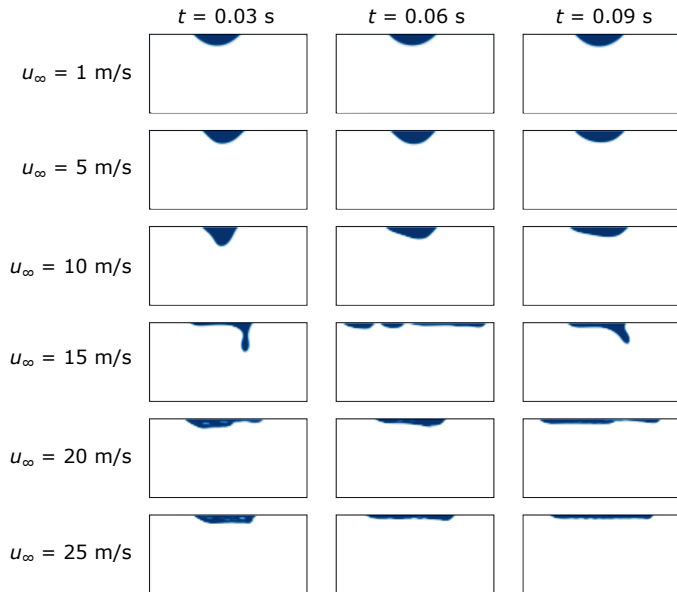 t = 0.03 s t = 0.06 s t = 0.09 s
u∞ = 1 m/s
u∞ = 5 m/s
u∞ = 10 m/s
u∞ = 15 m/s
u∞ = 20 m/s
u∞ = 25 m/s